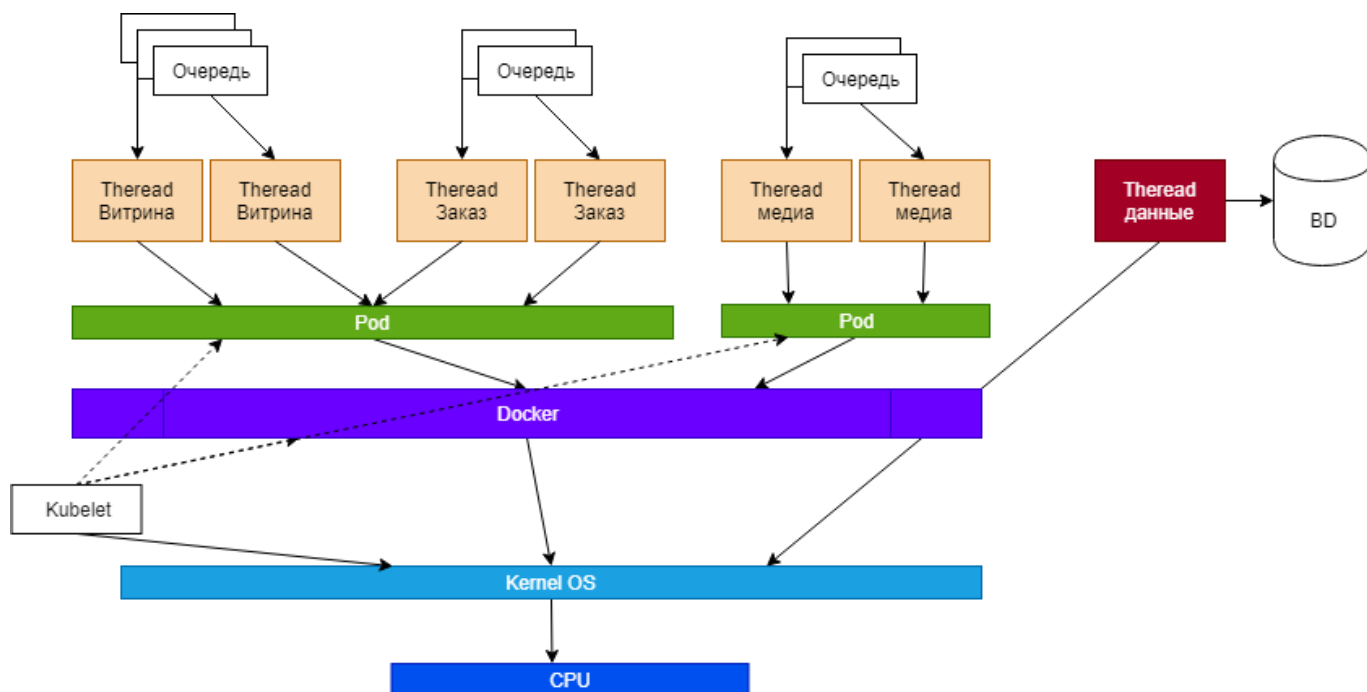 Очередь
Очередь
Очередь
Theread
Витрина
Theread
Витрина
Theread
Заказ
Theread
Заказ
Theread
медиа
Theread
медиа
Theread
данные
BD
Pod
Pod
Docker
Kubelet
Kernel OS
CPU